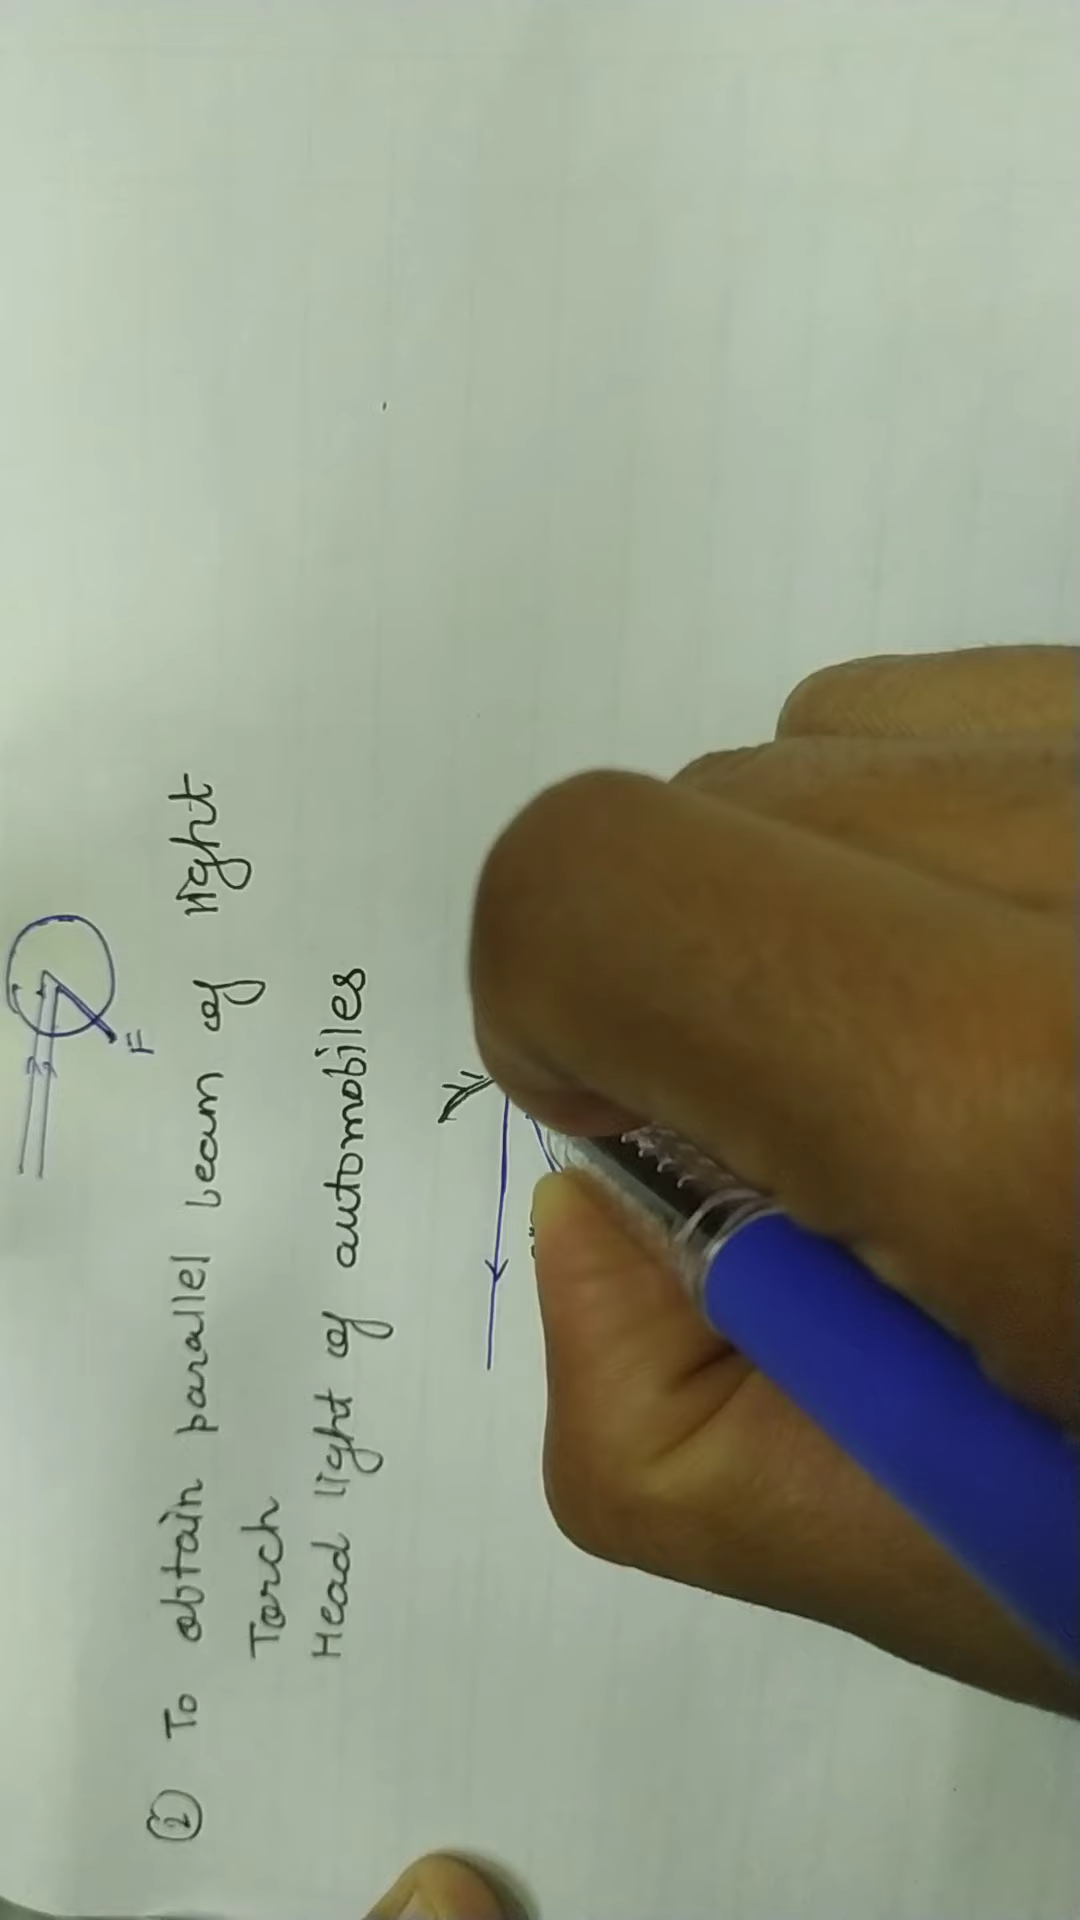 F
② To obtain parallel beam of light
Torch
Head light of automobiles